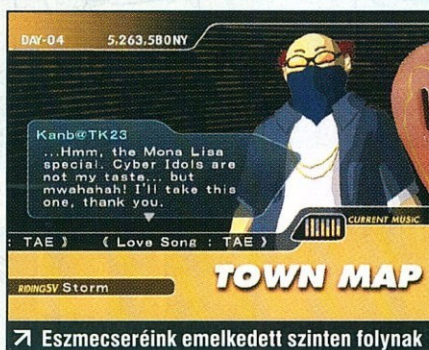 DAY-04 5,263,580NY
Kanb@TK23
...Hmm, the Mona Lisa
special. Cyber Idols are
not my taste... but
mwahahah! I'll take this
one, thank you.
CURRENT MUSIC
: TAE 》 《 Love Song : TAE 》
TOWN MAP
RIDINGSV Storm
Eszmecseréink emelkedett szinten folynak